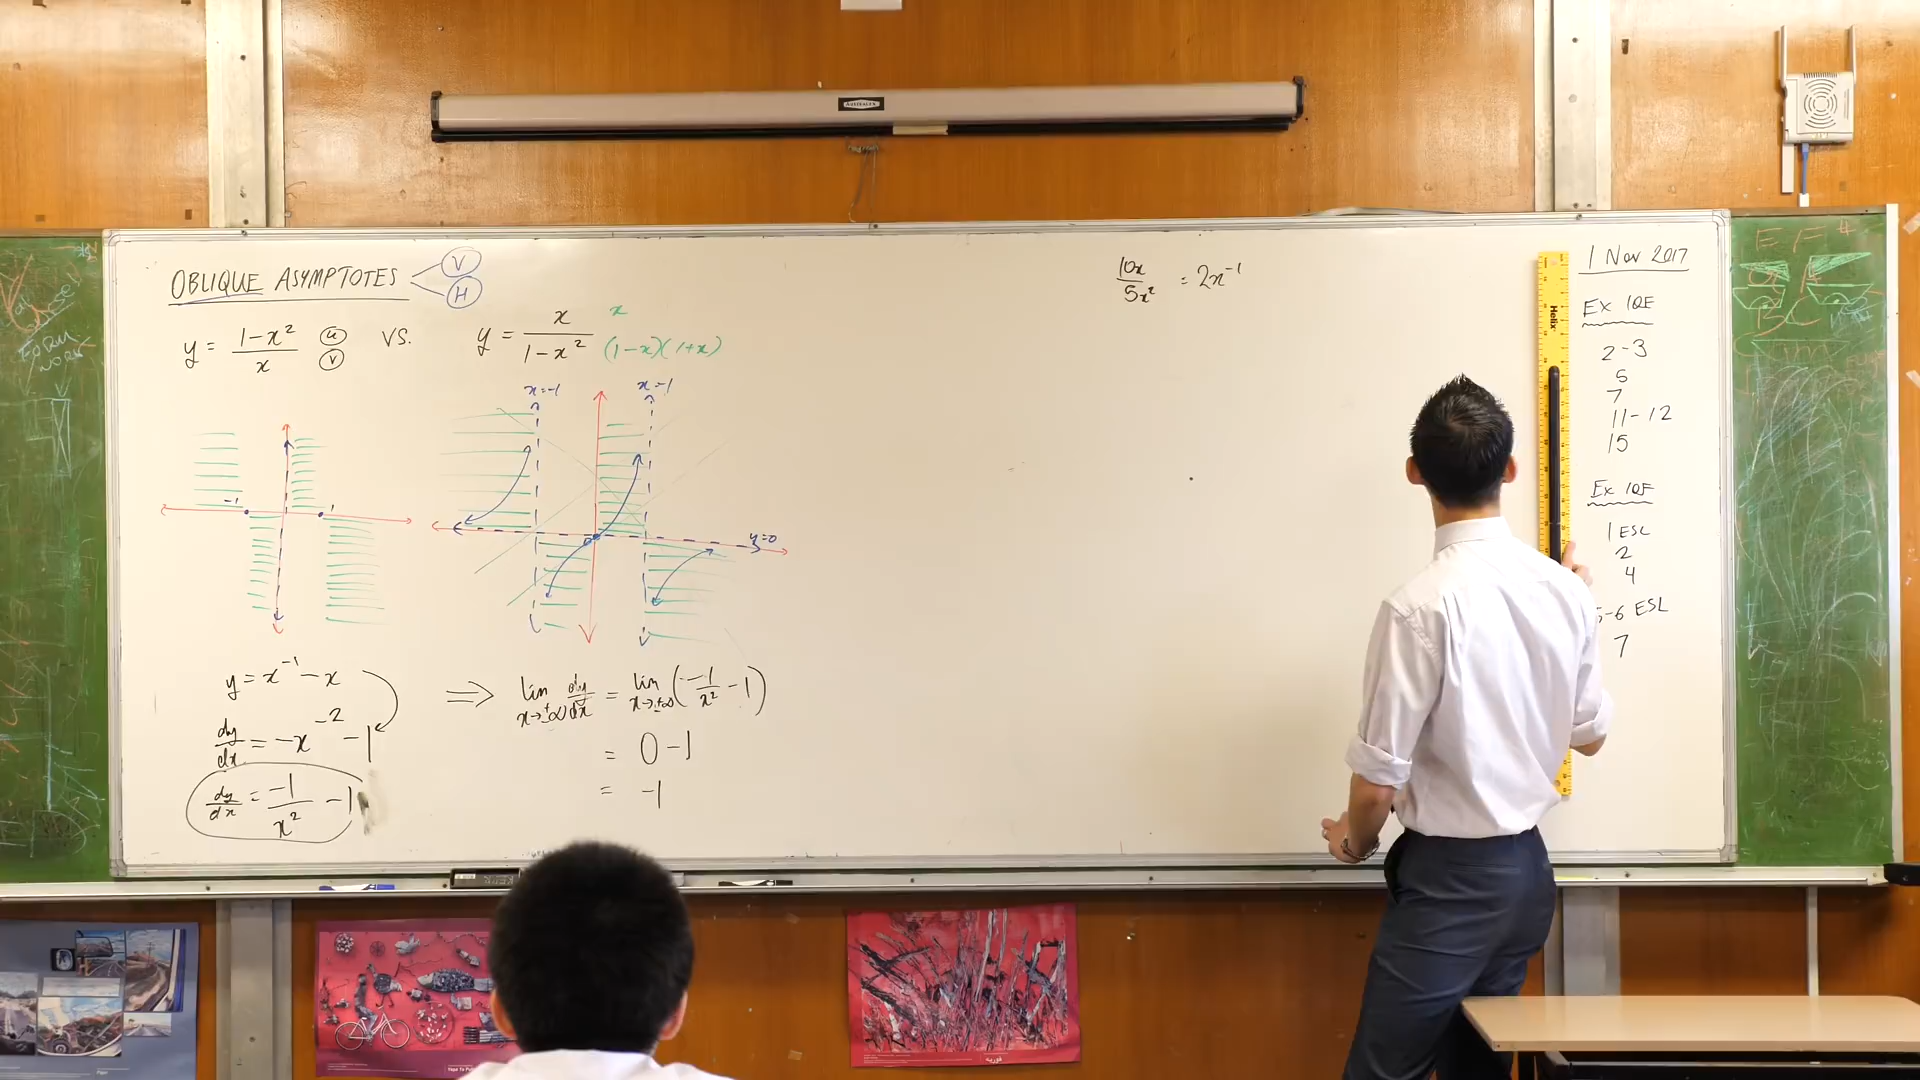 OBLIQUE ASYMPTOTES
V
H
y = 1-x² / x
u
v
VS.
y = x / 1-x²
x
(1-x)(1+x)
-1
1
x=-1
x=1
0
y=0
y = x⁻¹ - x
dy/dx = -x⁻² - 1
dy/dx = -1/x² - 1
⇒ lim x→±∞ dy/dx = lim x→±∞ (-1/x² - 1)
= 0 - 1
= -1
10x / 5x² = 2x⁻¹
Helix
1 Nov 2017
Ex 10E
2-3
5
7
11-12
15
Ex 10F
1 ESL
2
4
5-6 ESL
7